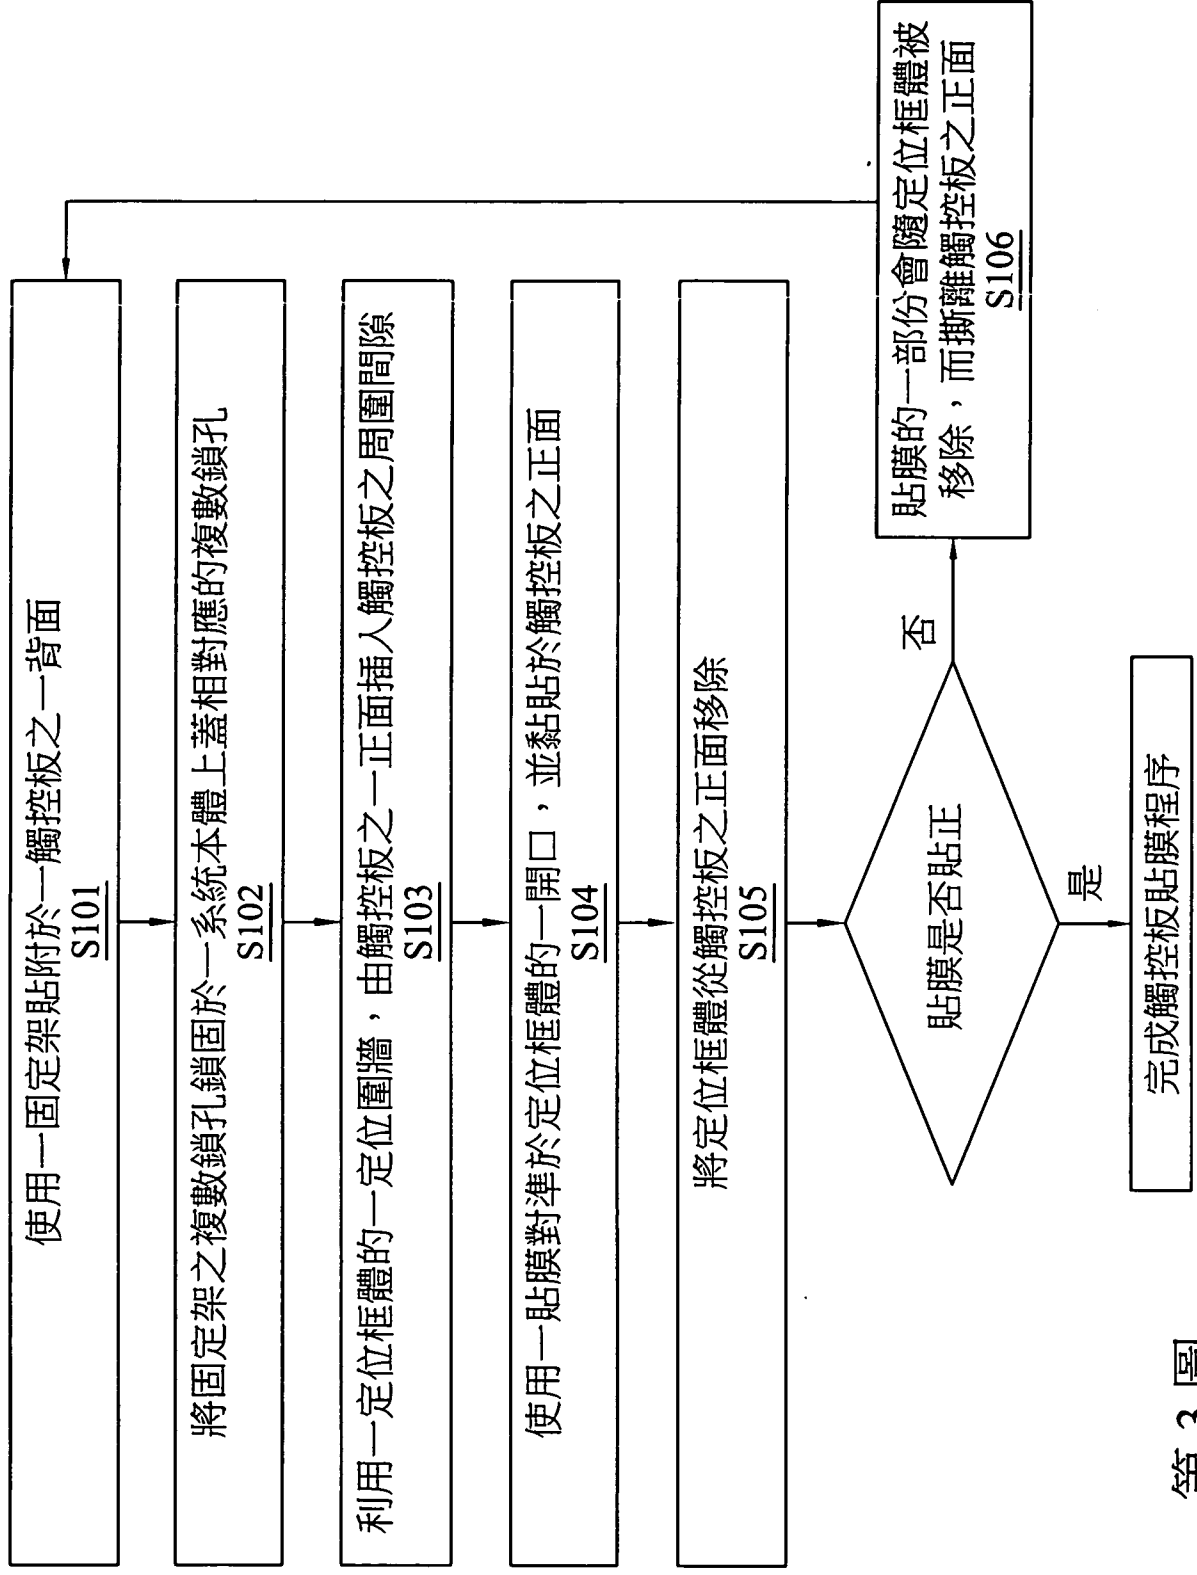 使用一固定架貼附於一觸控板之一背面
S101
將固定架之複數鎖孔鎖固於一系統本體上蓋相對應的複數鎖孔
S102
利用一定位框體的一定位圍牆，由觸控板之一正面插入觸控板之周圍間隙
S103
使用一貼膜對準於定位框體的一開口，並黏貼於觸控板之正面
S104
將定位框體從觸控板之正面移除
S105
貼膜是否貼正
否
貼膜的一部份會隨定位框體被
移除，而撕離觸控板之正面
S106
是
完成觸控板貼膜程序
第 3 圖